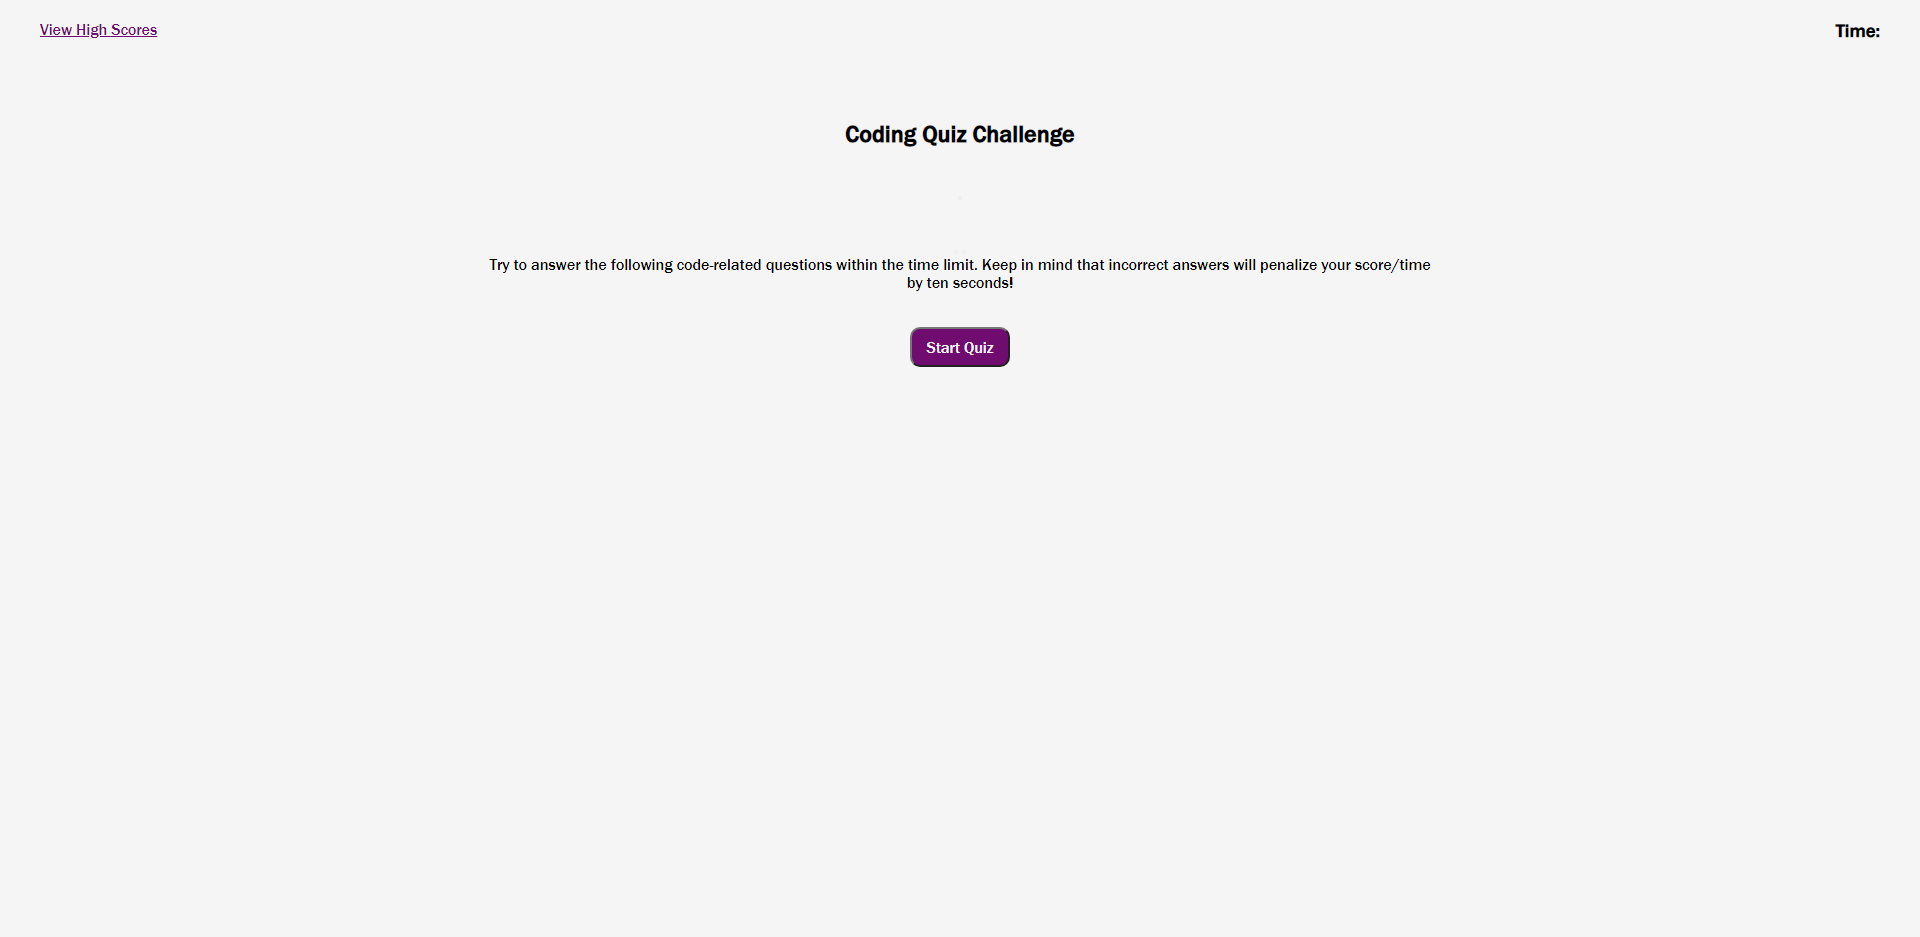 View High Scores
Time:
Coding Quiz Challenge
Try to answer the following code-related questions within the time limit. Keep in mind that incorrect answers will penalize your score/time
by ten seconds!
Start Quiz